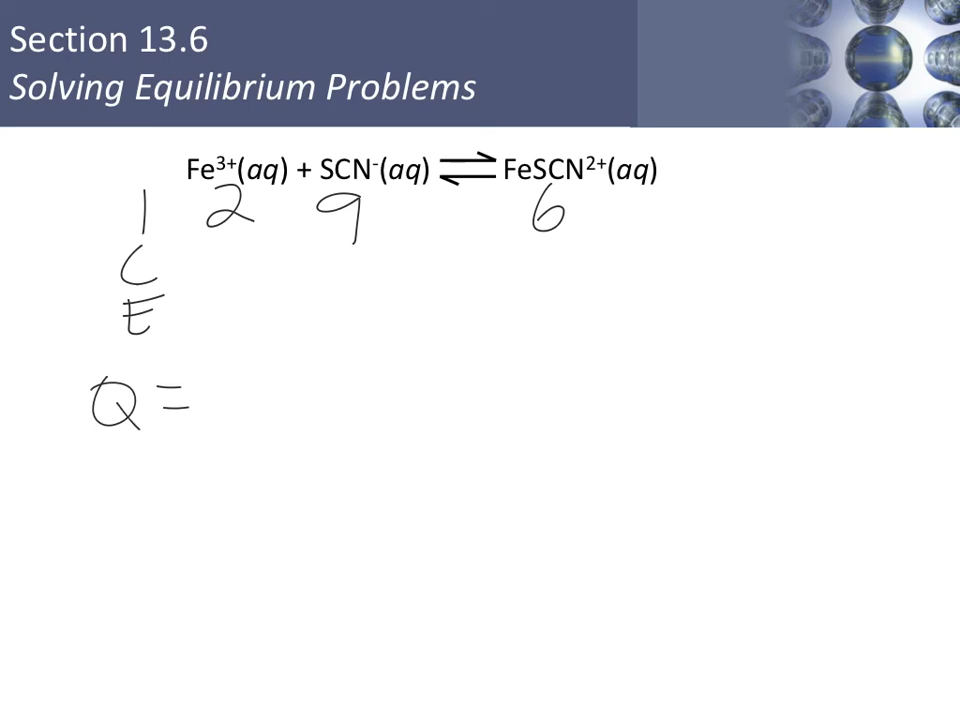 Section 13.6
Solving Equilibrium Problems
Fe³⁺(aq) + SCN⁻(aq) ⇌ FeSCN²⁺(aq)
I 2 9 6
C
E
Q =